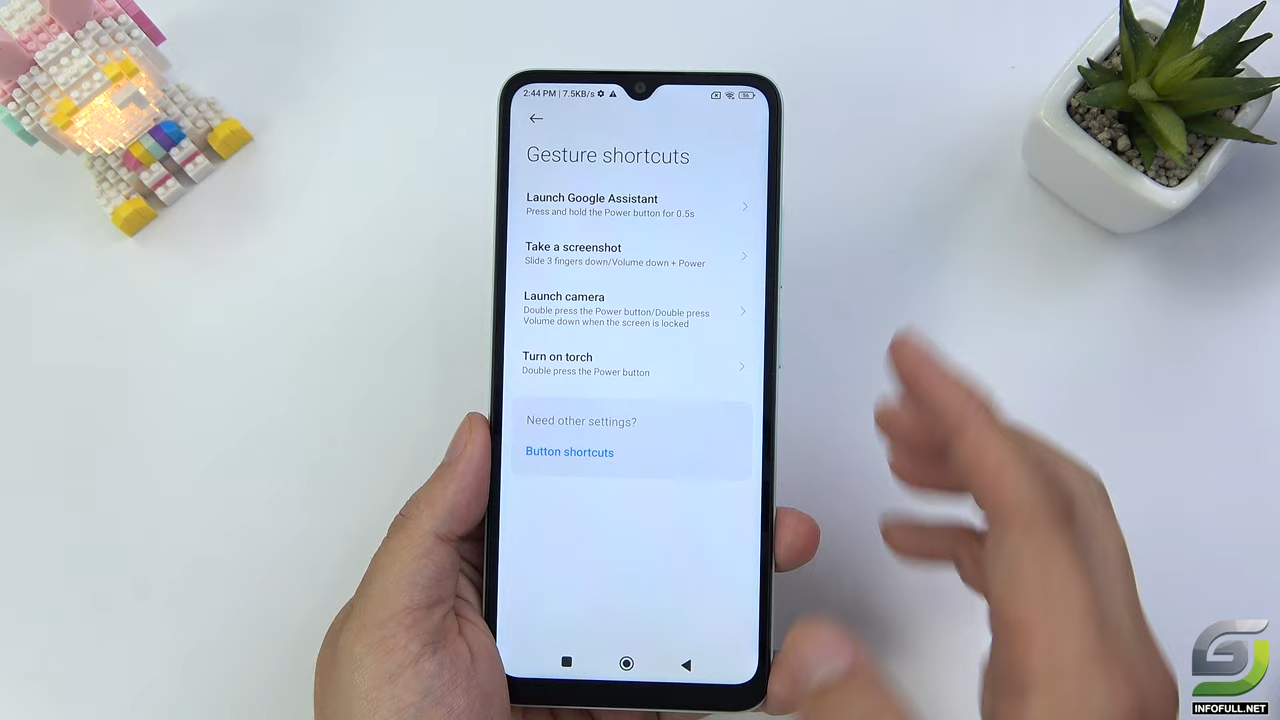 2:44 PM | 7.5KB/s
56
Gesture shortcuts
Launch Google Assistant
Press and hold the Power button for 0.5s
Take a screenshot
Slide 3 fingers down/Volume down + Power
Launch camera
Double press the Power button/Double press
Volume down when the screen is locked
Turn on torch
Double press the Power button
Need other settings?
Button shortcuts
INFOFULL.NET